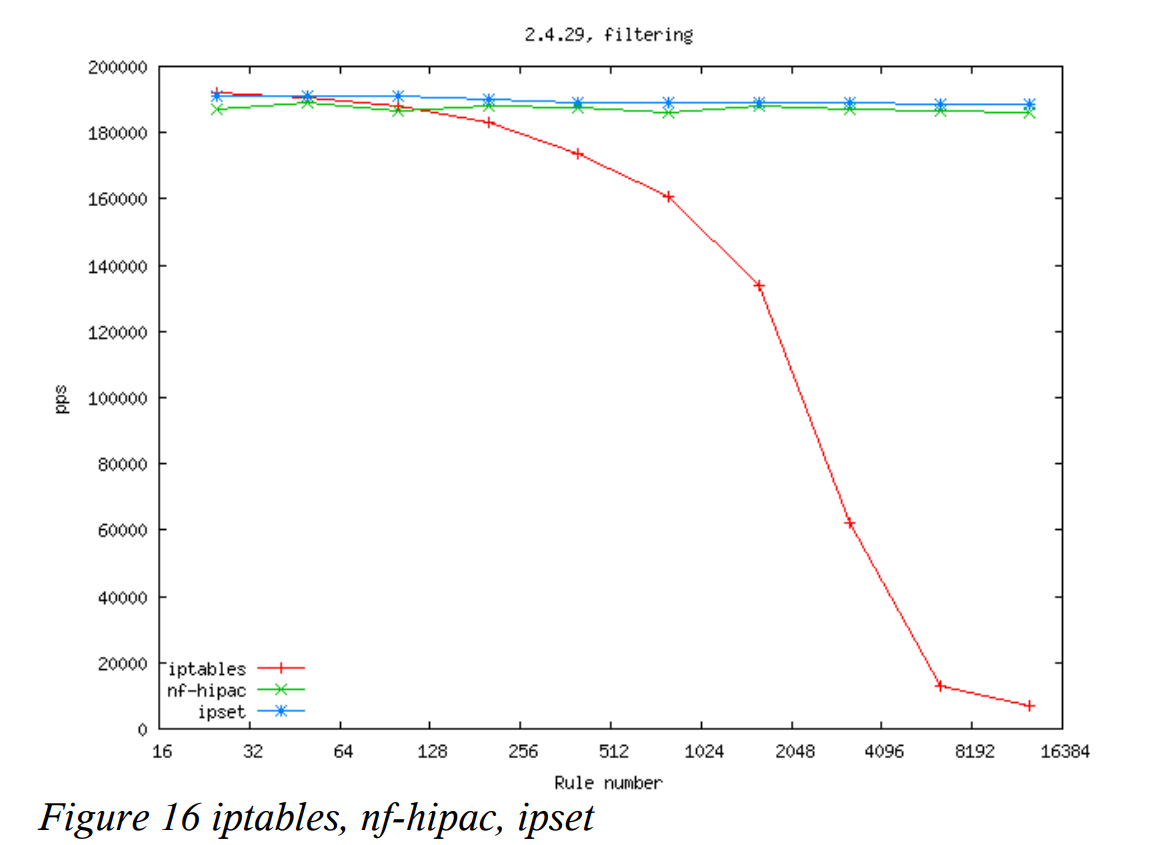 2.4.29, filtering
200000
180000
160000
140000
120000
100000
80000
60000
40000
20000
0
pps
iptables
nf-hipac
ipset
16 32 64 128 256 512 1024 2048 4096 8192 16384
Rule number
Figure 16 iptables, nf-hipac, ipset